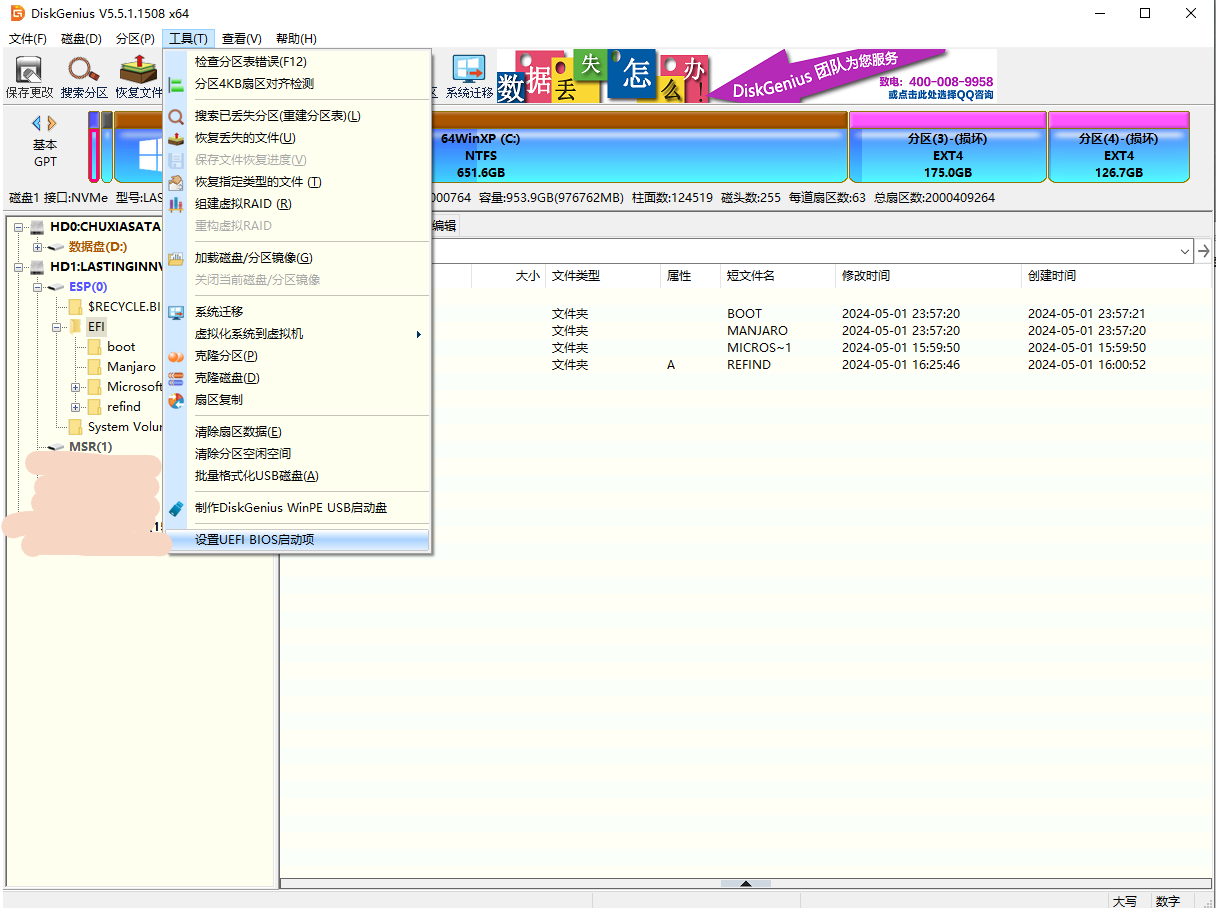 DiskGenius V5.5.1.1508 x64
文件(F) 磁盘(D) 分区(P) 工具(T) 查看(V) 帮助(H)
保存更改 搜索分区 恢复文件 区 系统迁移
数据丢失怎么办!
DiskGenius 团队为您服务
致电：400-008-9958
或点击此处选择QQ咨询
检查分区表错误(F12)
分区4KB扇区对齐检测
搜索已丢失分区(重建分区表)(L)
恢复丢失的文件(U)
保存文件恢复进度(V)
恢复指定类型的文件 (T)
组建虚拟RAID (R)
重构虚拟RAID
加载磁盘/分区镜像(G)
关闭当前磁盘/分区镜像
系统迁移
虚拟化系统到虚拟机
克隆分区(P)
克隆磁盘(D)
扇区复制
清除扇区数据(E)
清除分区空闲空间
批量格式化USB磁盘(A)
制作DiskGenius WinPE USB启动盘
设置UEFI BIOS启动项
基本
GPT
64WinXP (C:)
NTFS
651.6GB
分区(3)-(损坏)
EXT4
175.0GB
分区(4)-(损坏)
EXT4
126.7GB
磁盘1 接口:NVMe 型号:LAS 000764 容量:953.9GB(976762MB) 柱面数:124519 磁头数:255 每道扇区数:63 总扇区数:2000409264
HD0:CHUXIASATA
数据盘(D:)
HD1:LASTINGINNV
ESP(0)
$RECYCLE.BI
EFI
boot
Manjaro
Microsoft
refind
System Volur
MSR(1)
.15
编辑
大小 文件类型 属性 短文件名 修改时间 创建时间
文件夹 BOOT 2024-05-01 23:57:20 2024-05-01 23:57:21
文件夹 MANJARO 2024-05-01 23:57:20 2024-05-01 23:57:20
文件夹 MICROS~1 2024-05-01 15:59:50 2024-05-01 15:59:50
文件夹 A REFIND 2024-05-01 16:25:46 2024-05-01 16:00:52
大写 数字